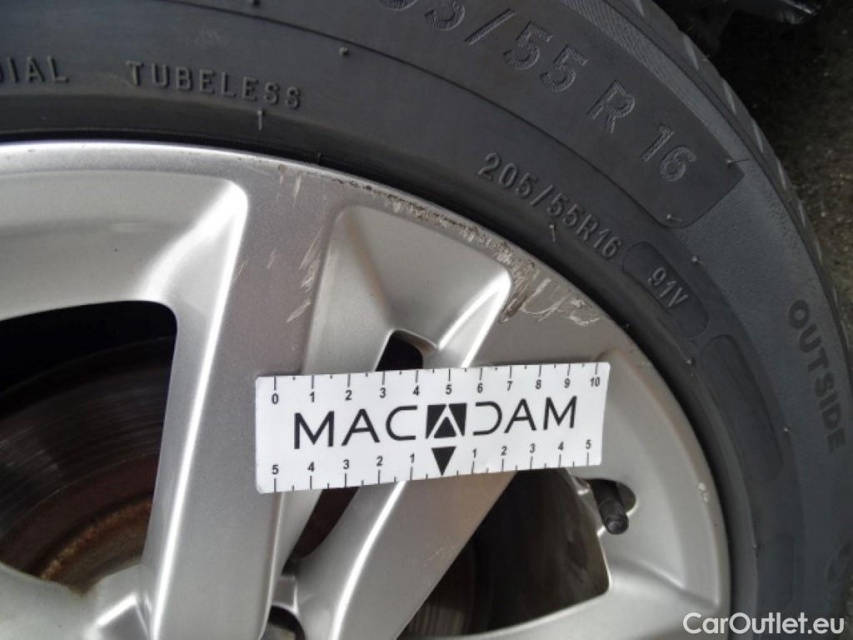 TUBELESS
/55 R 16
205/55R16
91V
OUTSIDE
0 1 2 3 4 5 6 7 8 9 10
MACADAM
5 4 3 2 1 1 2 3 4 5
CarOutlet.eu